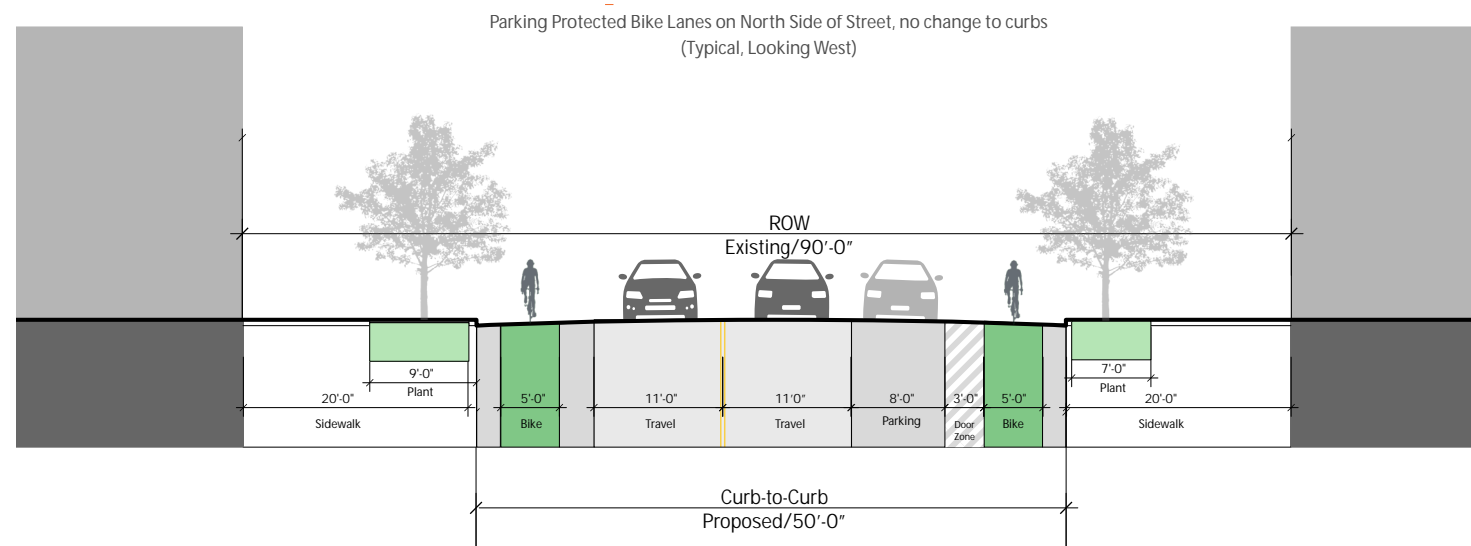 Parking Protected Bike Lanes on North Side of Street, no change to curbs
(Typical, Looking West)
ROW
Existing/90'-0"
9'-0"
Plant
7'-0"
Plant
20'-0"
Sidewalk
5'-0"
Bike
11'-0"
Travel
11'0"
Travel
8'-0"
Parking
3'-0"
Door
Zone
5'-0"
Bike
20'-0"
Sidewalk
Curb-to-Curb
Proposed/50'-0"